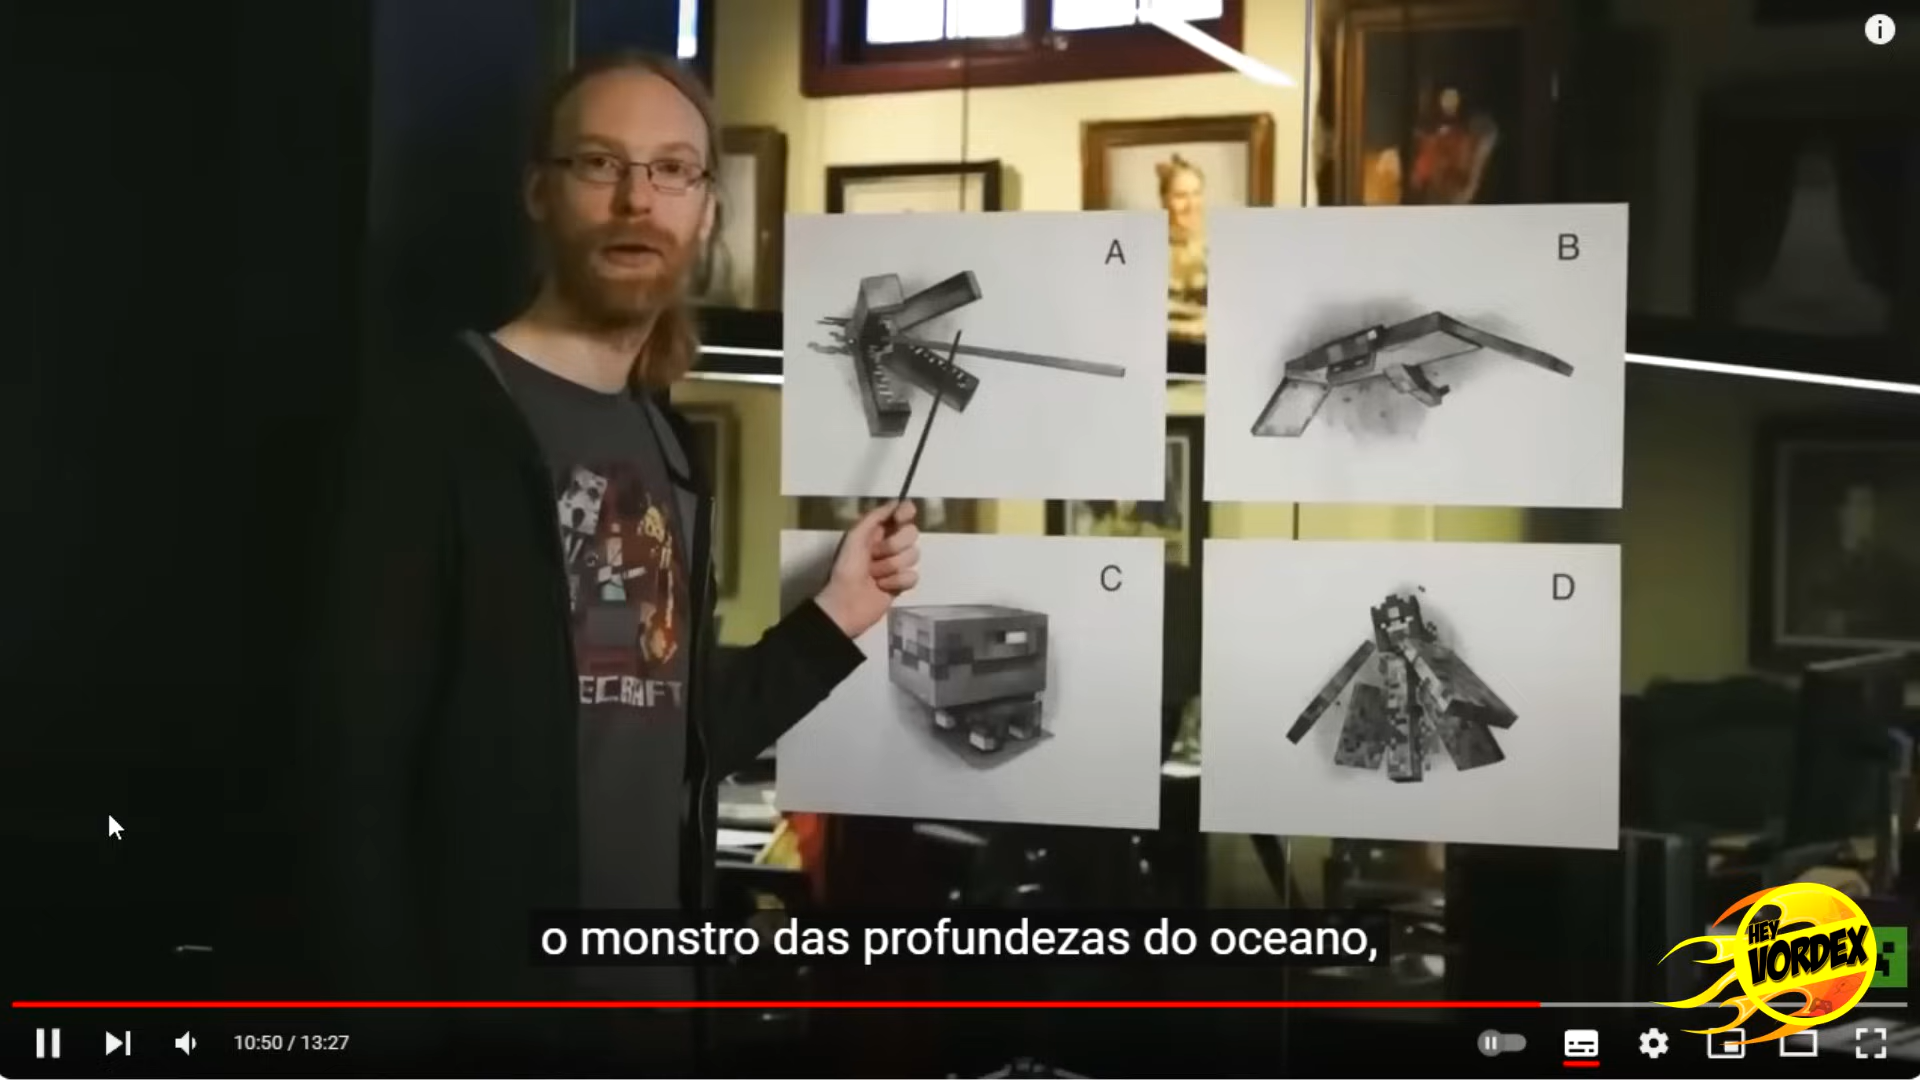 A
B
C
D
ECRAFT
o monstro das profundezas do oceano,
HEY
VORDEX
10:50 / 13:27